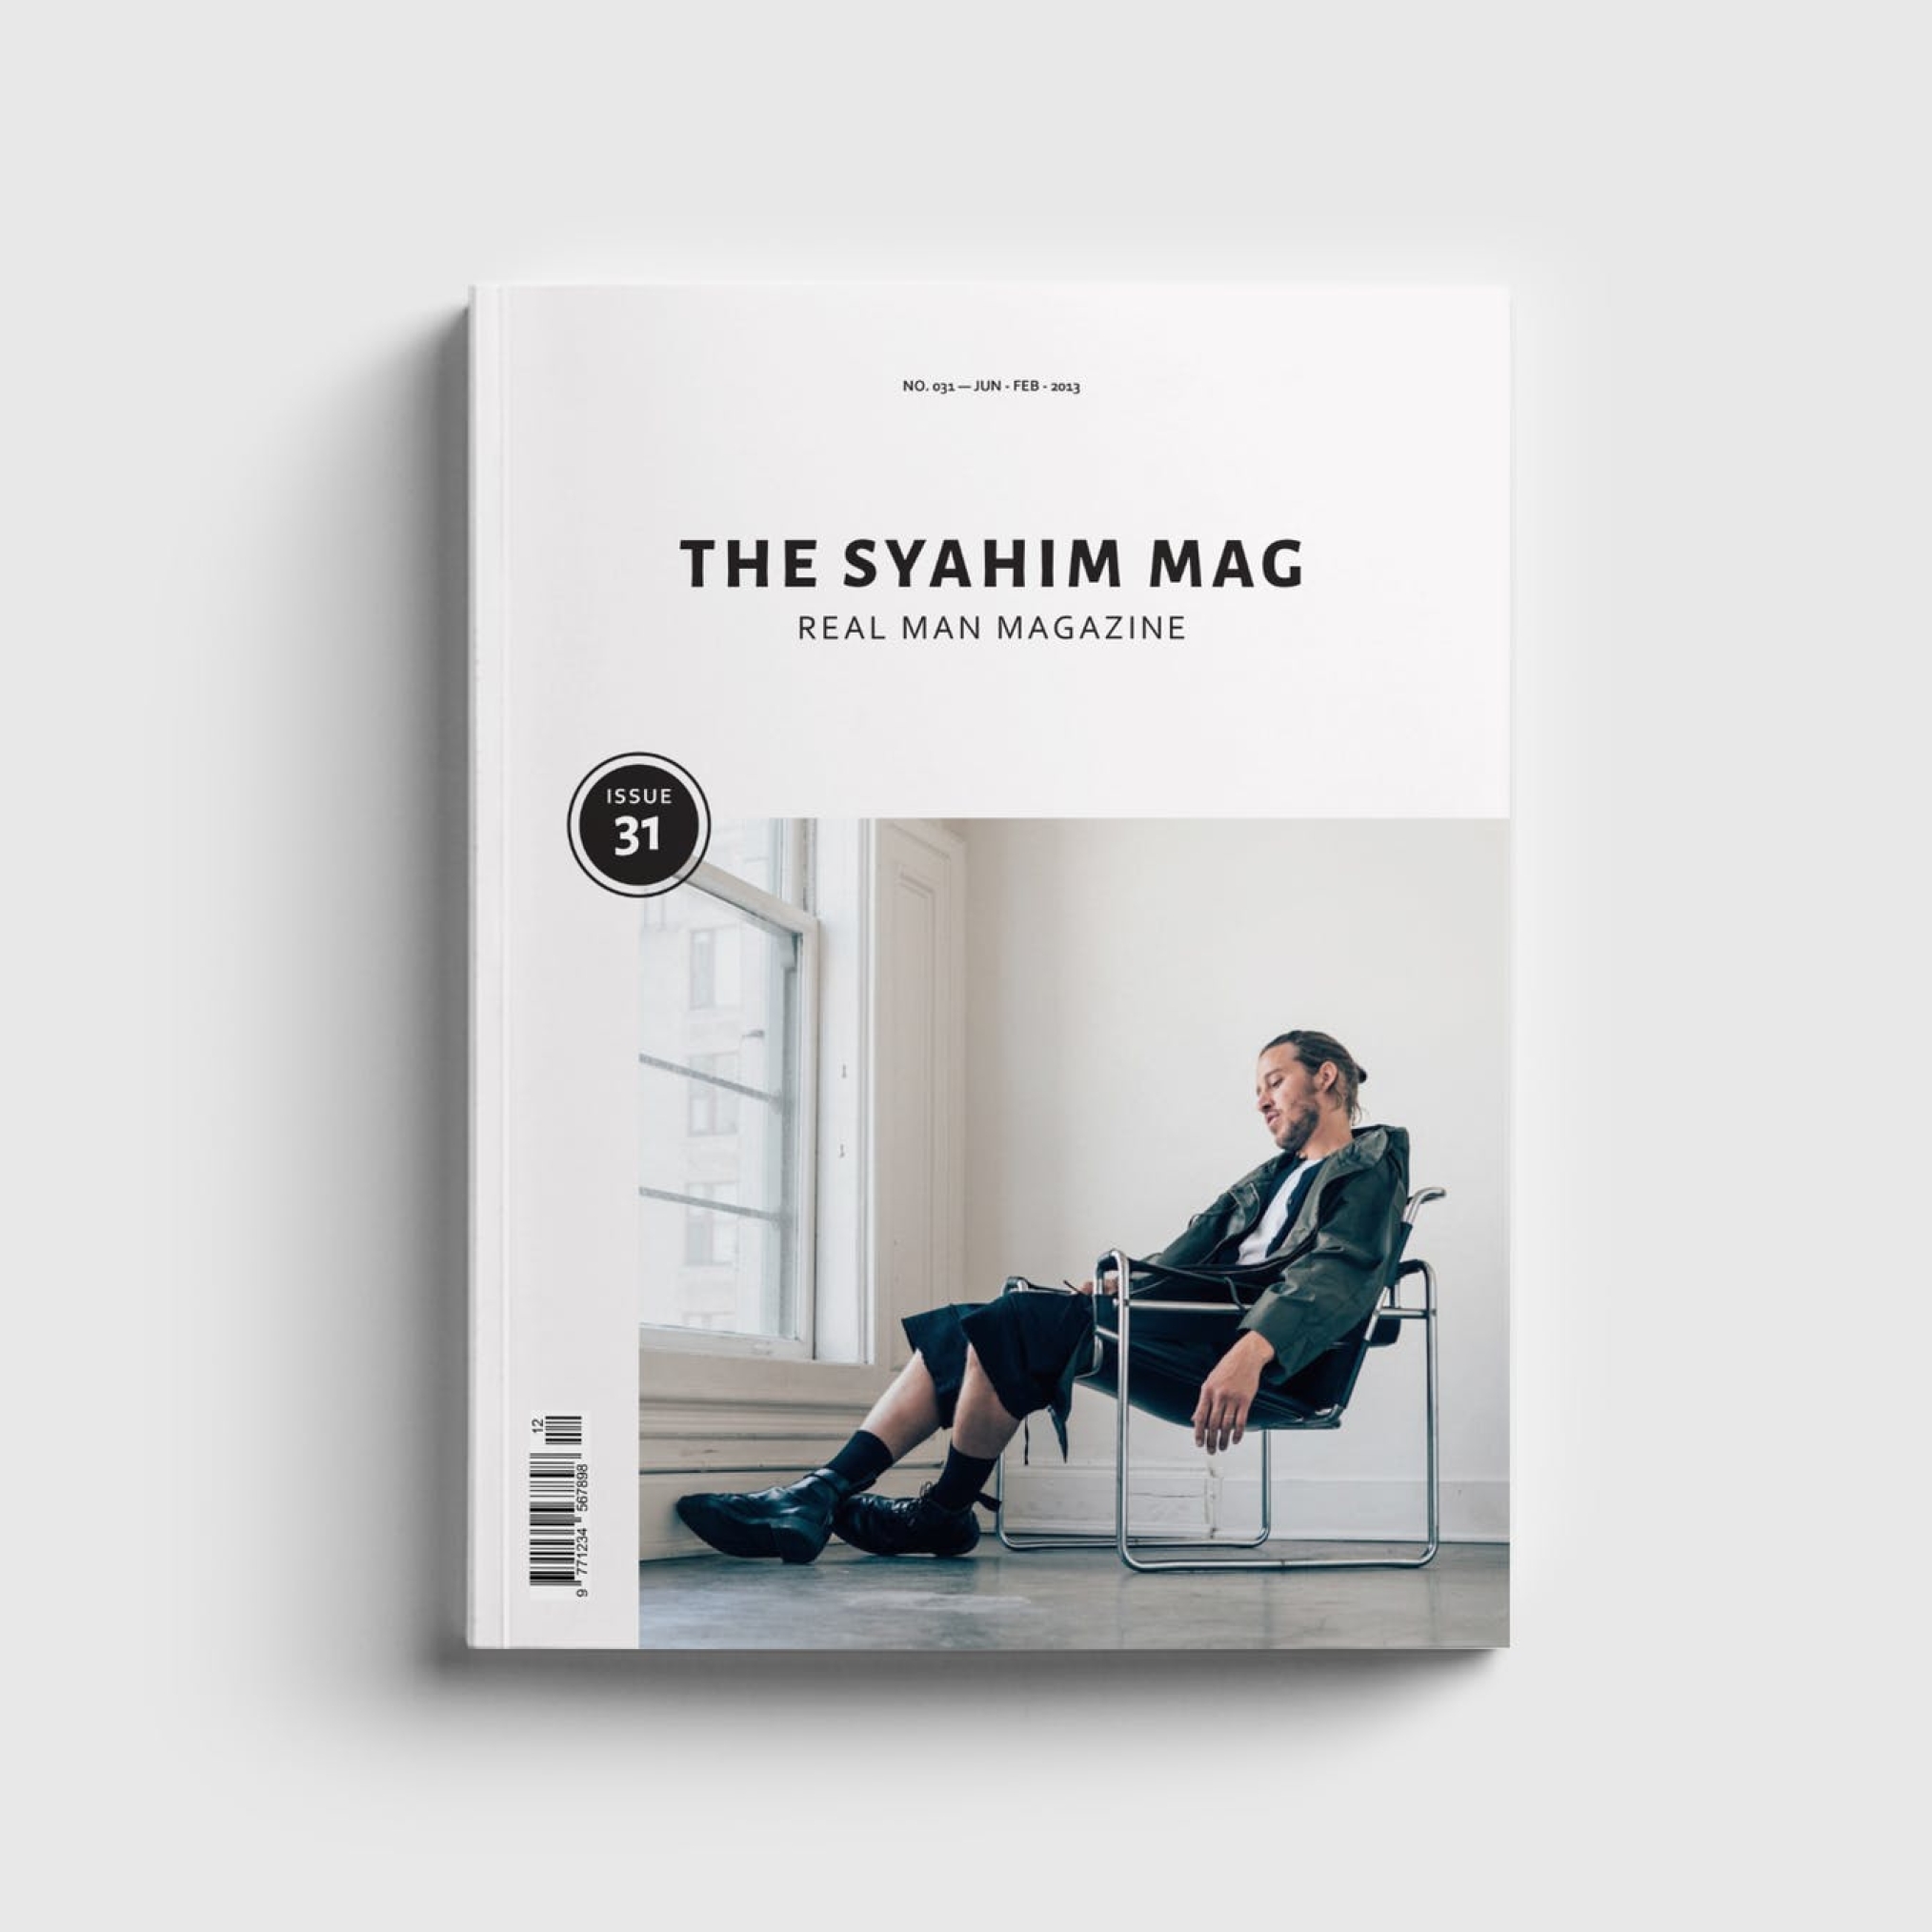 NO. 031 — JUN - FEB - 2013
THE SYAHIM MAG
REAL MAN MAGAZINE
ISSUE
31
12
9 771234 567898